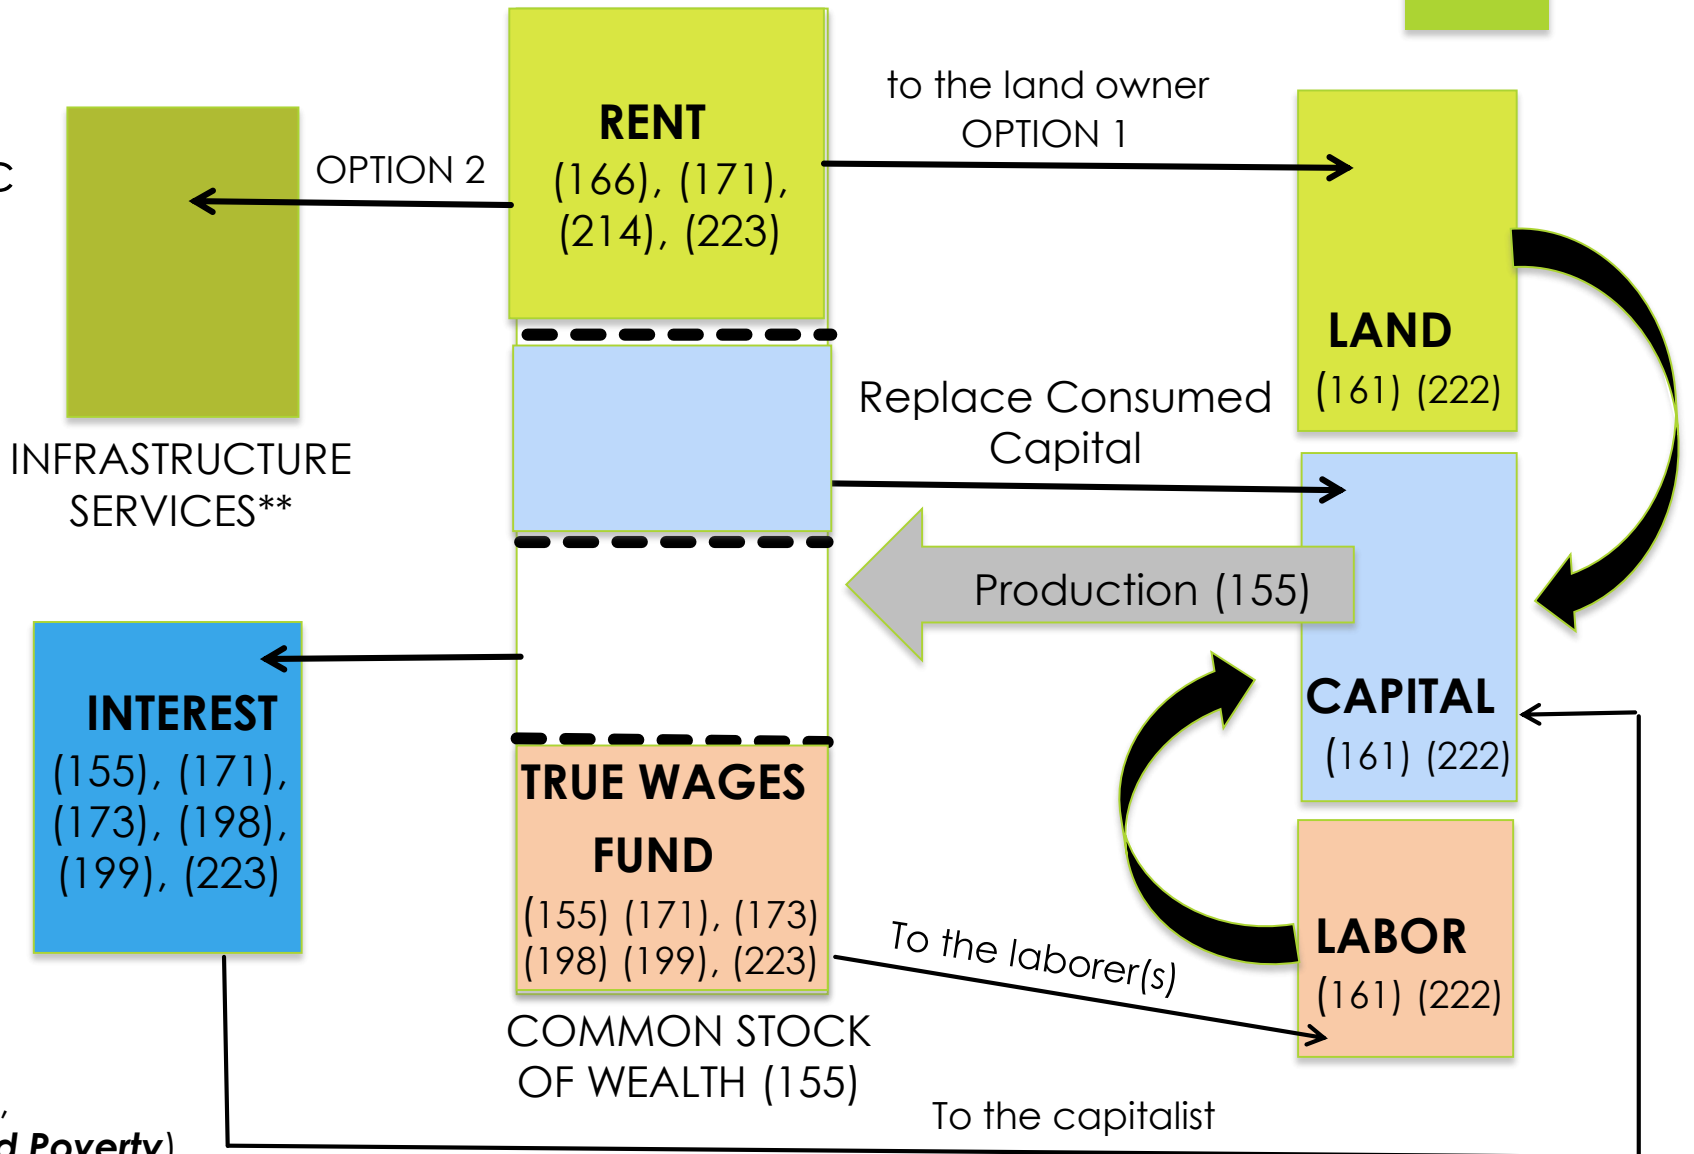 C
OPTION 2
INFRASTRUCTURE
SERVICES**
RENT
(166), (171),
(214), (223)
to the land owner
OPTION 1
LAND
(161) (222)
Replace Consumed
Capital
Production (155)
CAPITAL
(161) (222)
INTEREST
(155), (171),
(173), (198),
(199), (223)
TRUE WAGES
FUND
(155) (171), (173)
(198) (199), (223)
To the laborer(s)
LABOR
(161) (222)
COMMON STOCK
OF WEALTH (155)
To the capitalist
,
d Poverty)